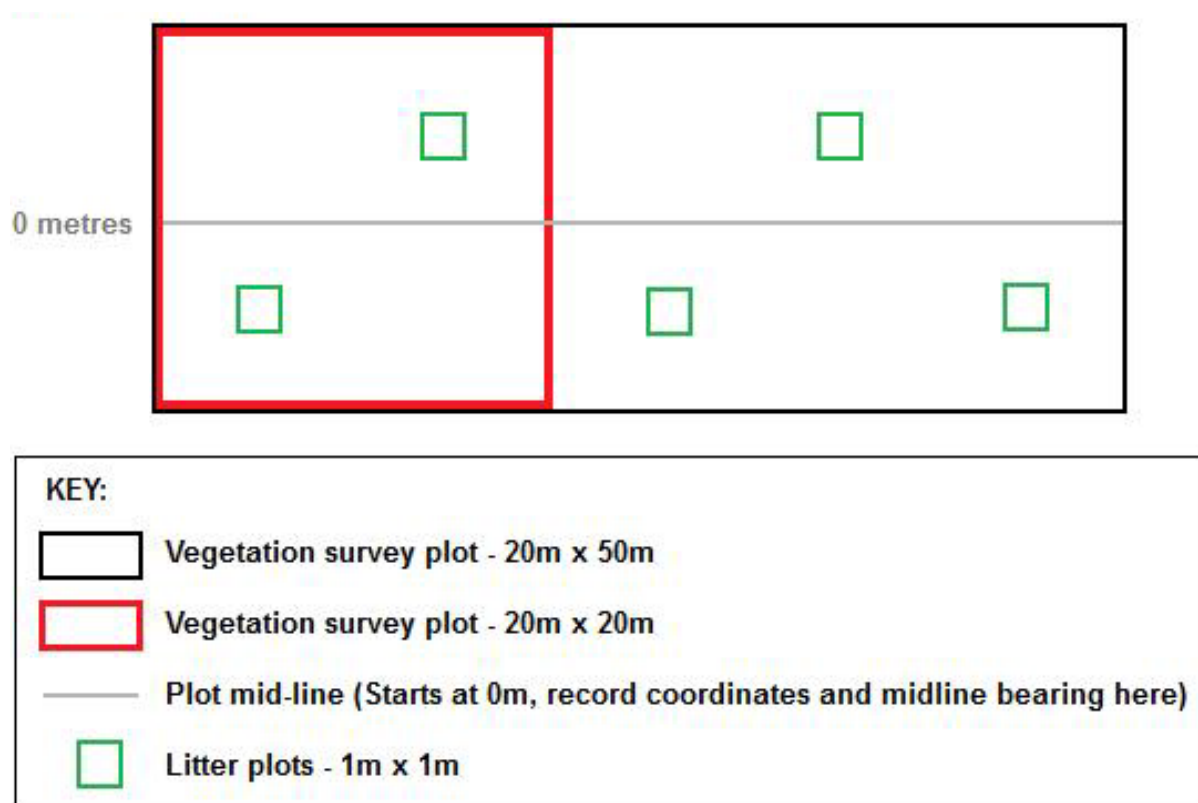 0 metres
KEY:
Vegetation survey plot - 20m x 50m
Vegetation survey plot - 20m x 20m
Plot mid-line (Starts at 0m, record coordinates and midline bearing here)
Litter plots - 1m x 1m